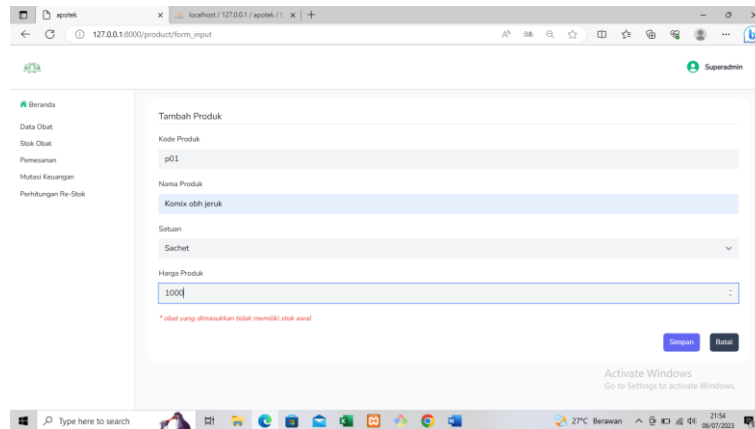 apotek
localhost / 127.0.0.1 / apotek / t
127.0.0.1:8000/product/form_input
Superadmin
Beranda
Data Obat
Stok Obat
Pemesanan
Mutasi Keuangan
Perhitungan Re-Stok
Tambah Produk
Kode Produk
p01
Nama Produk
Komix obh jeruk
Satuan
Sachet
Harga Produk
1000
* obat yang dimasukkan tidak memiliki stok awal
Simpan
Batal
Activate Windows
Go to Settings to activate Windows.
Type here to search
27°C Berawan
21:54
06/07/2023